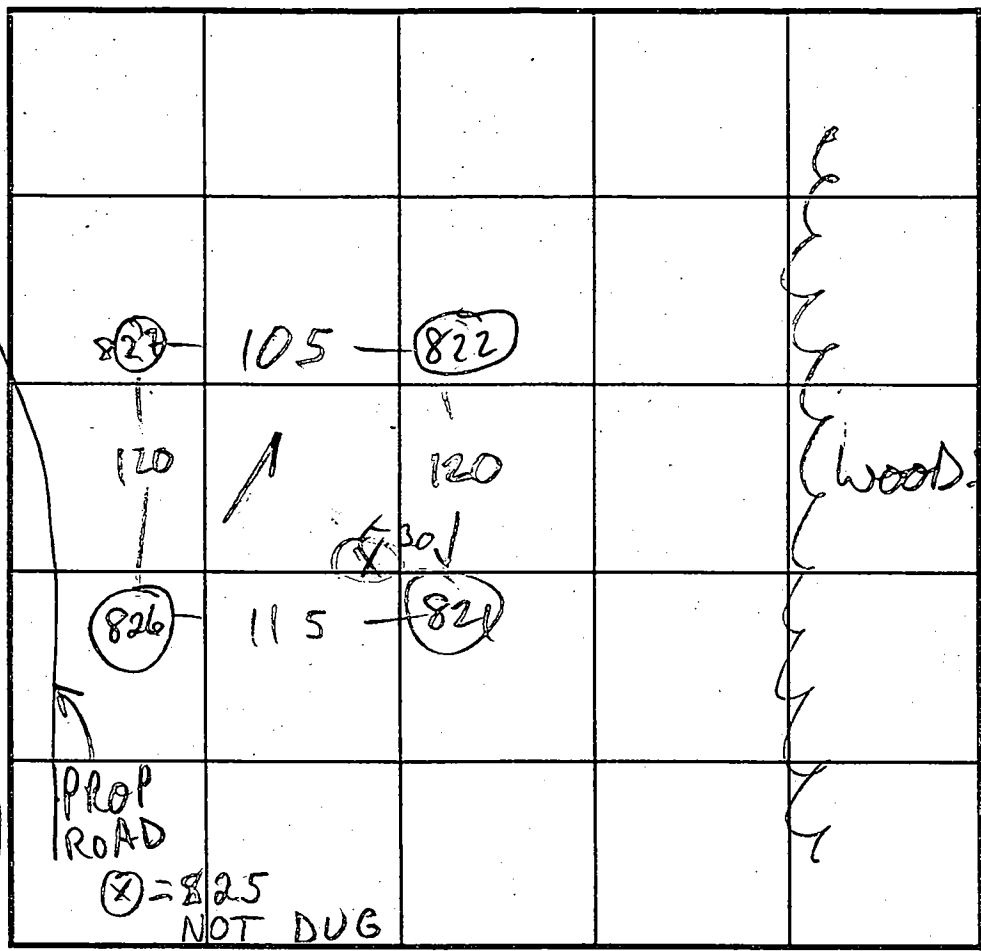 827 105 822
120 120
WOODS
X 30
826 115 821
PROP
ROAD
X = 825
NOT DUG